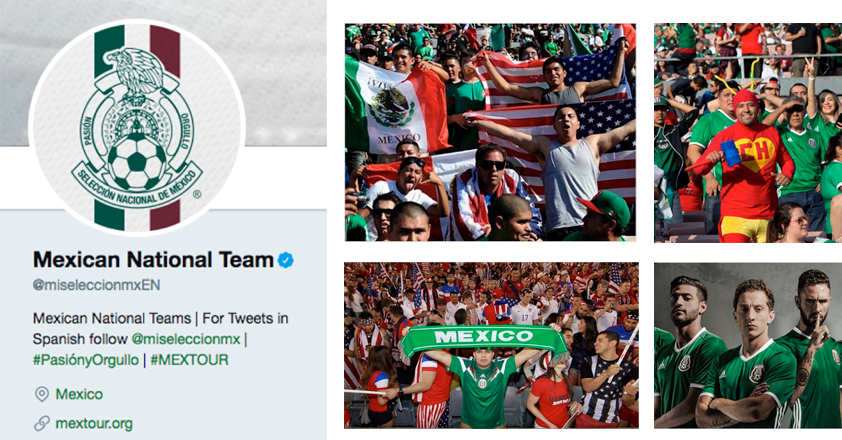 PASIÓN
ORGULLO
SELECCIÓN NACIONAL DE MÉXICO
®
Mexican National Team
@miseleccionmxEN
Mexican National Teams | For Tweets in
Spanish follow @miseleccionmx |
#PasiónyOrgullo | #MEXTOUR
Mexico
mextour.org
MEXICO
CH
MEXICO
17